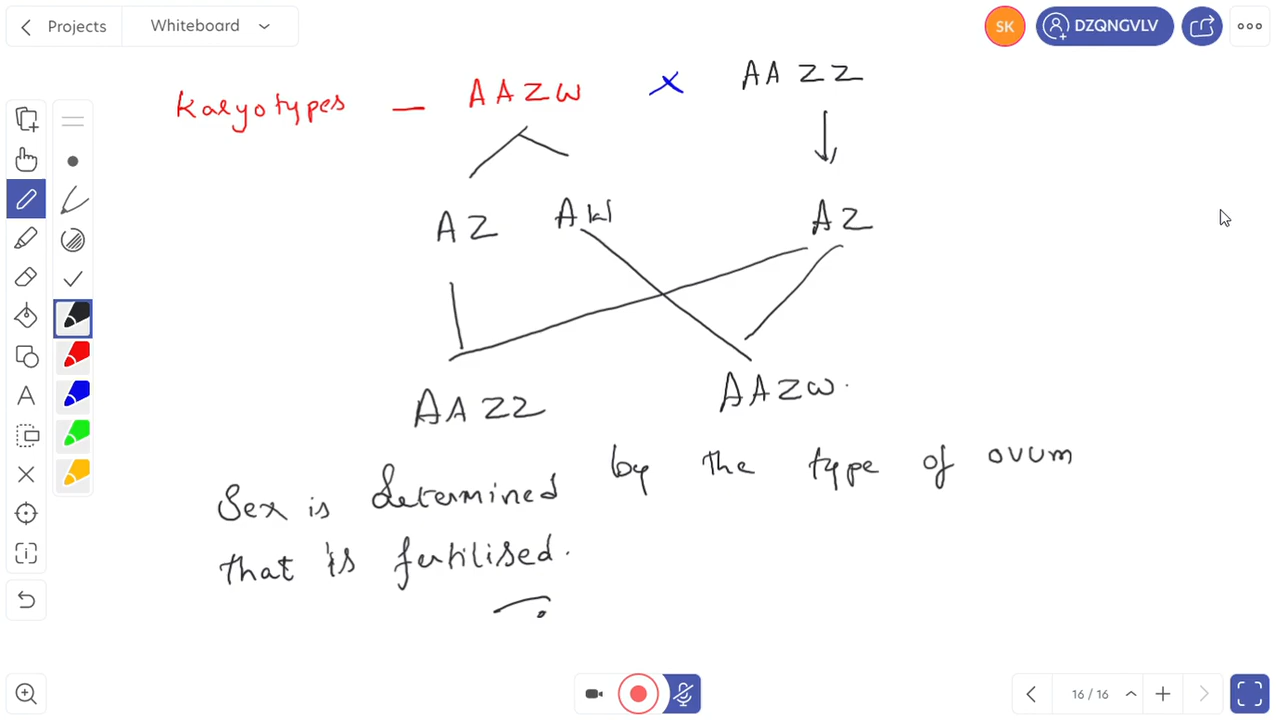 Projects Whiteboard SK DZQNGVLV
Karyotypes — AAZW X AAZZ
AZ AW AZ
AAZZ AAZW.
Sex is determined by the type of ovum
that is fertilised.
A
16 / 16